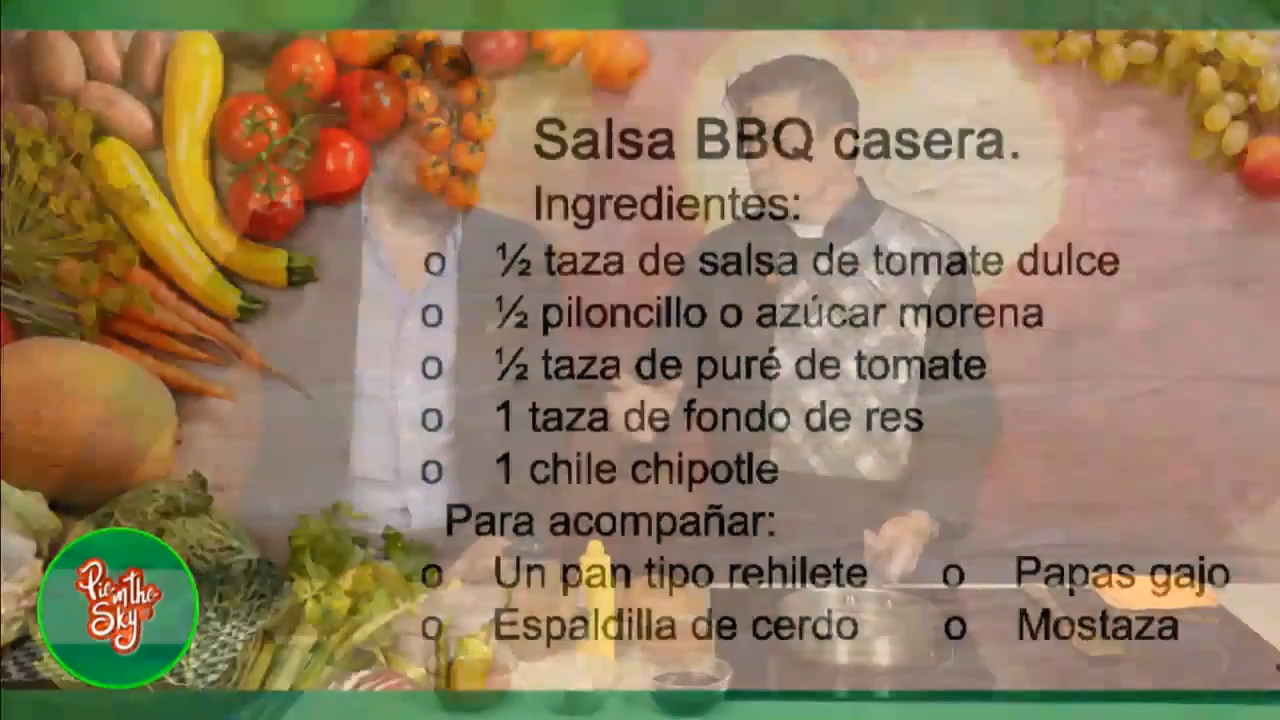 Salsa BBQ casera.
Ingredientes:
o ½ taza de salsa de tomate dulce
o ½ piloncillo o azúcar morena
o ½ taza de puré de tomate
o 1 taza de fondo de res
o 1 chile chipotle
Para acompañar:
o Un pan tipo rehilete o Papas gajo
o Espaldilla de cerdo o Mostaza
Pie in the
Sky